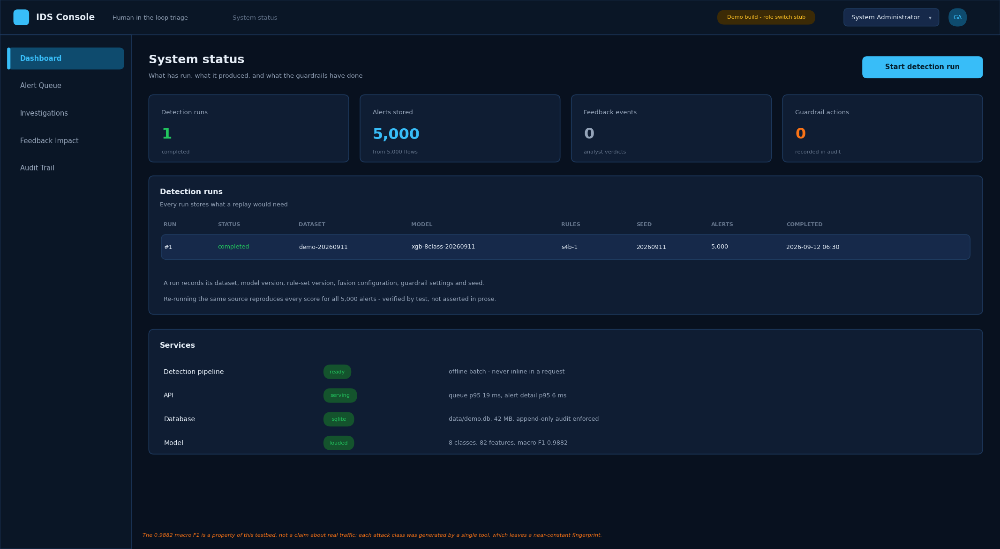 IDS Console Human-in-the-loop triage System status Demo build - role switch stub System Administrator ▾ GA
Dashboard
Alert Queue
Investigations
Feedback Impact
Audit Trail
System status
What has run, what it produced, and what the guardrails have done
Start detection run
Detection runs
1
completed
Alerts stored
5,000
from 5,000 flows
Feedback events
0
analyst verdicts
Guardrail actions
0
recorded in audit
Detection runs
Every run stores what a replay would need
RUN STATUS DATASET MODEL RULES SEED ALERTS COMPLETED
#1 completed demo-20260911 xgb-8class-20260911 s4b-1 20260911 5,000 2026-09-12 06:30
A run records its dataset, model version, rule-set version, fusion configuration, guardrail settings and seed.
Re-running the same source reproduces every score for all 5,000 alerts - verified by test, not asserted in prose.
Services
Detection pipeline ready offline batch - never inline in a request
API serving queue p95 19 ms, alert detail p95 6 ms
Database sqlite data/demo.db, 42 MB, append-only audit enforced
Model loaded 8 classes, 82 features, macro F1 0.9882
The 0.9882 macro F1 is a property of this testbed, not a claim about real traffic: each attack class was generated by a single tool, which leaves a near-constant fingerprint.